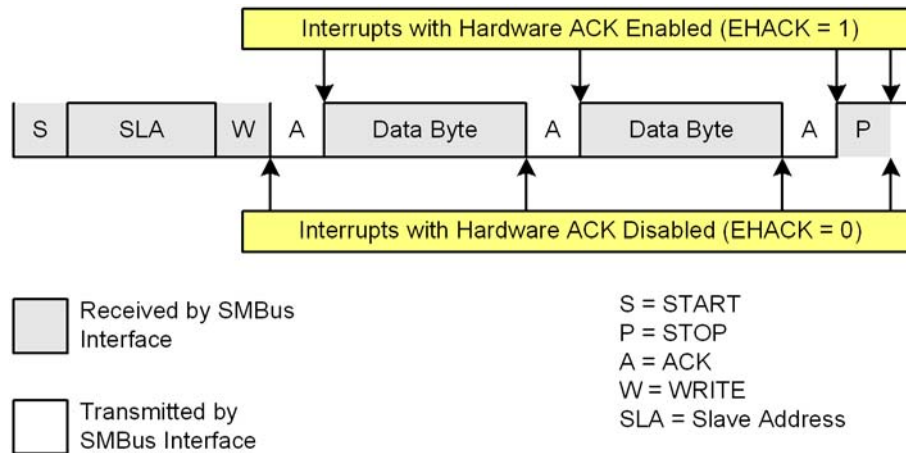 Interrupts with Hardware ACK Enabled (EHACK = 1)
S SLA W A Data Byte A Data Byte A P
Interrupts with Hardware ACK Disabled (EHACK = 0)
Received by SMBus
Interface
Transmitted by
SMBus Interface
S = START
P = STOP
A = ACK
W = WRITE
SLA = Slave Address